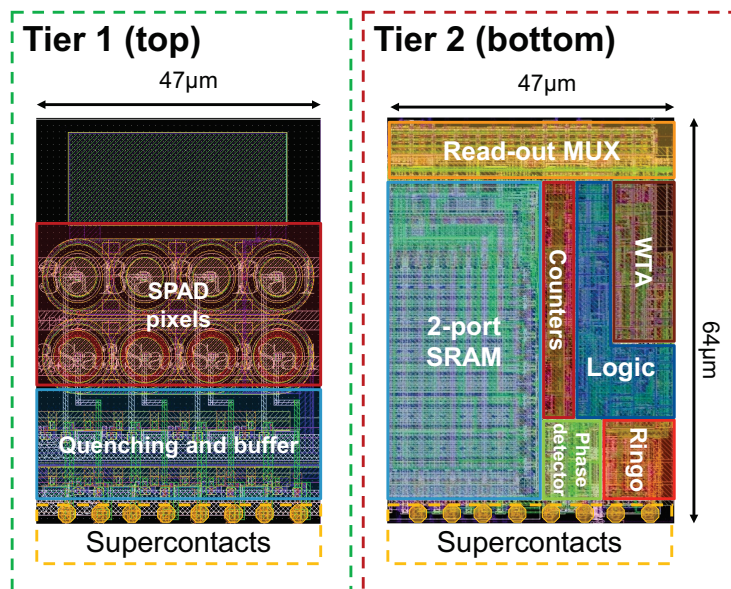 Tier 1 (top)
47µm
SPAD
pixels
Quenching and buffer
Supercontacts
Tier 2 (bottom)
47µm
Read-out MUX
2-port
SRAM
Counters
WTA
Logic
Phase
detector
Ringo
64µm
Supercontacts